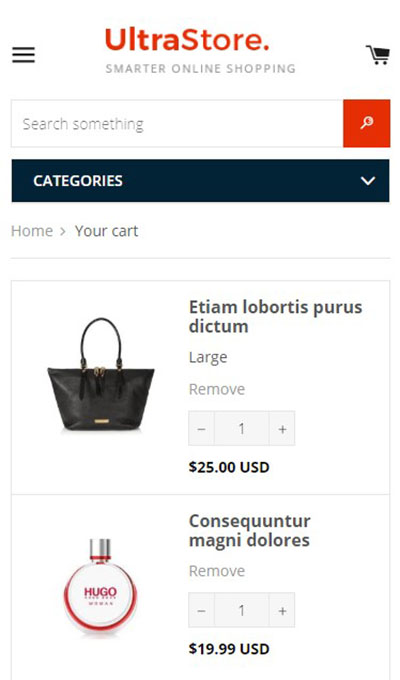 UltraStore.
SMARTER ONLINE SHOPPING
Search something
CATEGORIES
Home > Your cart
Etiam lobortis purus
dictum
Large
Remove
− 1 +
$25.00 USD
HUGO
WOMAN
Consequuntur
magni dolores
Remove
− 1 +
$19.99 USD